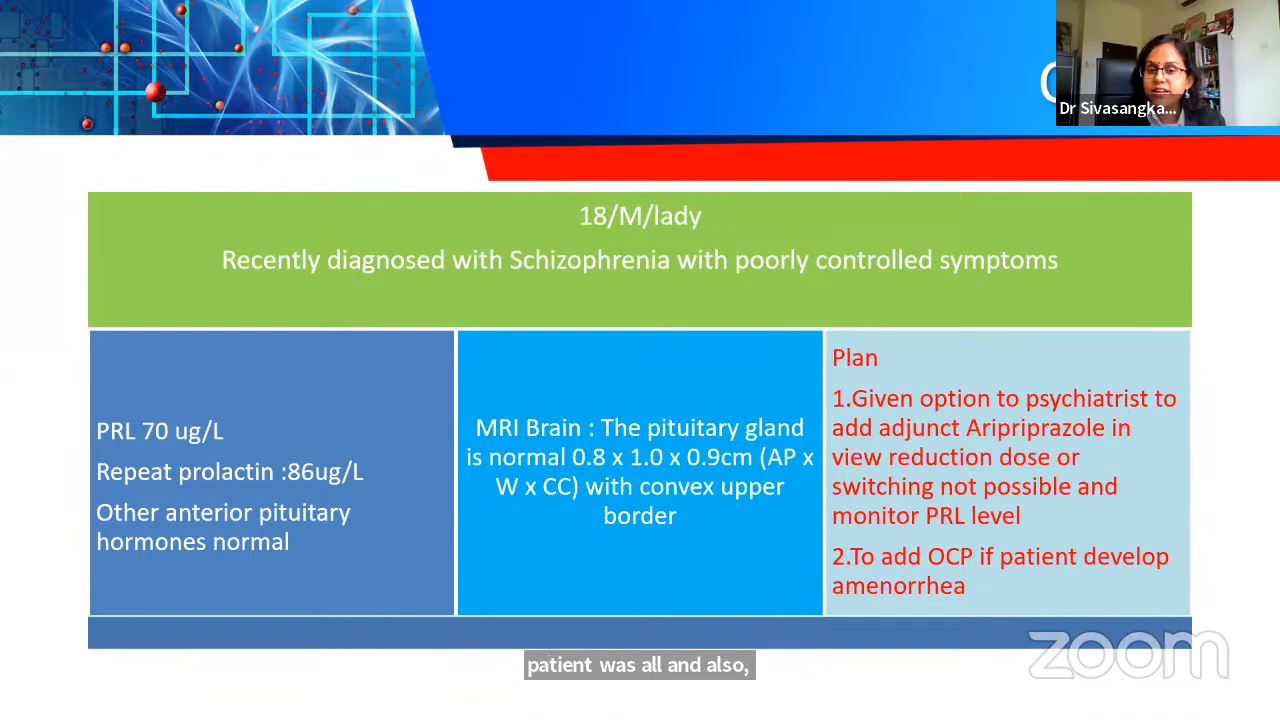 C
Dr Sivasangka...
18/M/lady
Recently diagnosed with Schizophrenia with poorly controlled symptoms
PRL 70 ug/L
Repeat prolactin :86ug/L
Other anterior pituitary
hormones normal
MRI Brain : The pituitary gland
is normal 0.8 x 1.0 x 0.9cm (AP x
W x CC) with convex upper
border
Plan
1.Given option to psychiatrist to
add adjunct Aripriprazole in
view reduction dose or
switching not possible and
monitor PRL level
2.To add OCP if patient develop
amenorrhea
zoom
patient was all and also,